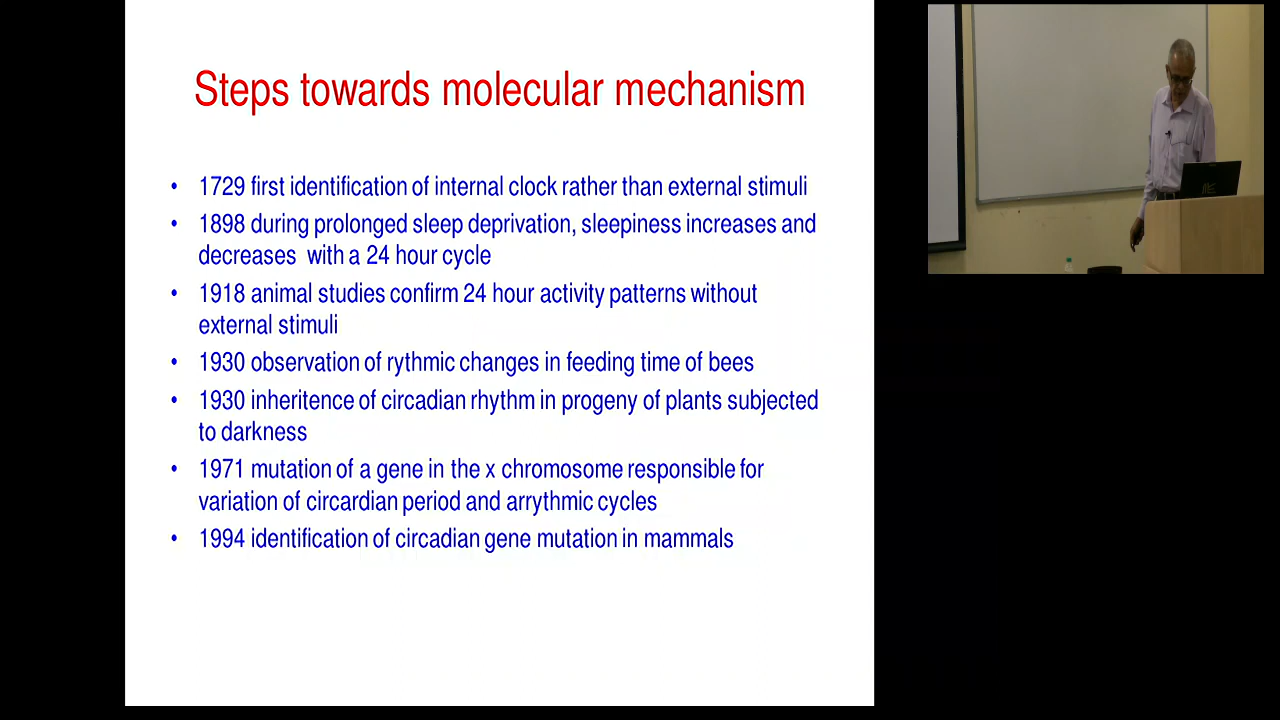 Steps towards molecular mechanism
• 1729 first identification of internal clock rather than external stimuli
• 1898 during prolonged sleep deprivation, sleepiness increases and
decreases with a 24 hour cycle
• 1918 animal studies confirm 24 hour activity patterns without
external stimuli
• 1930 observation of rythmic changes in feeding time of bees
• 1930 inheritence of circadian rhythm in progeny of plants subjected
to darkness
• 1971 mutation of a gene in the x chromosome responsible for
variation of circardian period and arrythmic cycles
• 1994 identification of circadian gene mutation in mammals